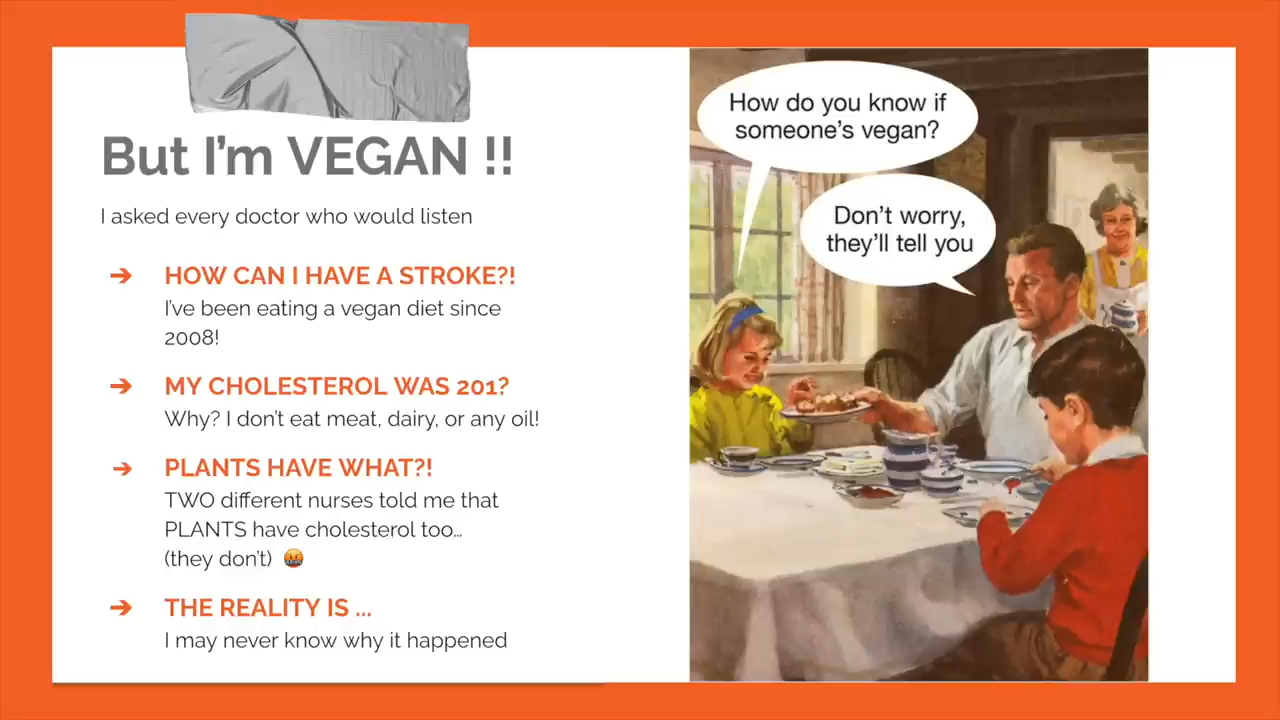 But I'm VEGAN !!
I asked every doctor who would listen
➔ HOW CAN I HAVE A STROKE?!
I've been eating a vegan diet since
2008!
➔ MY CHOLESTEROL WAS 201?
Why? I don't eat meat, dairy, or any oil!
➔ PLANTS HAVE WHAT?!
TWO different nurses told me that
PLANTS have cholesterol too...
(they don't) 🤬
➔ THE REALITY IS ...
I may never know why it happened
How do you know if
someone's vegan?
Don't worry,
they'll tell you